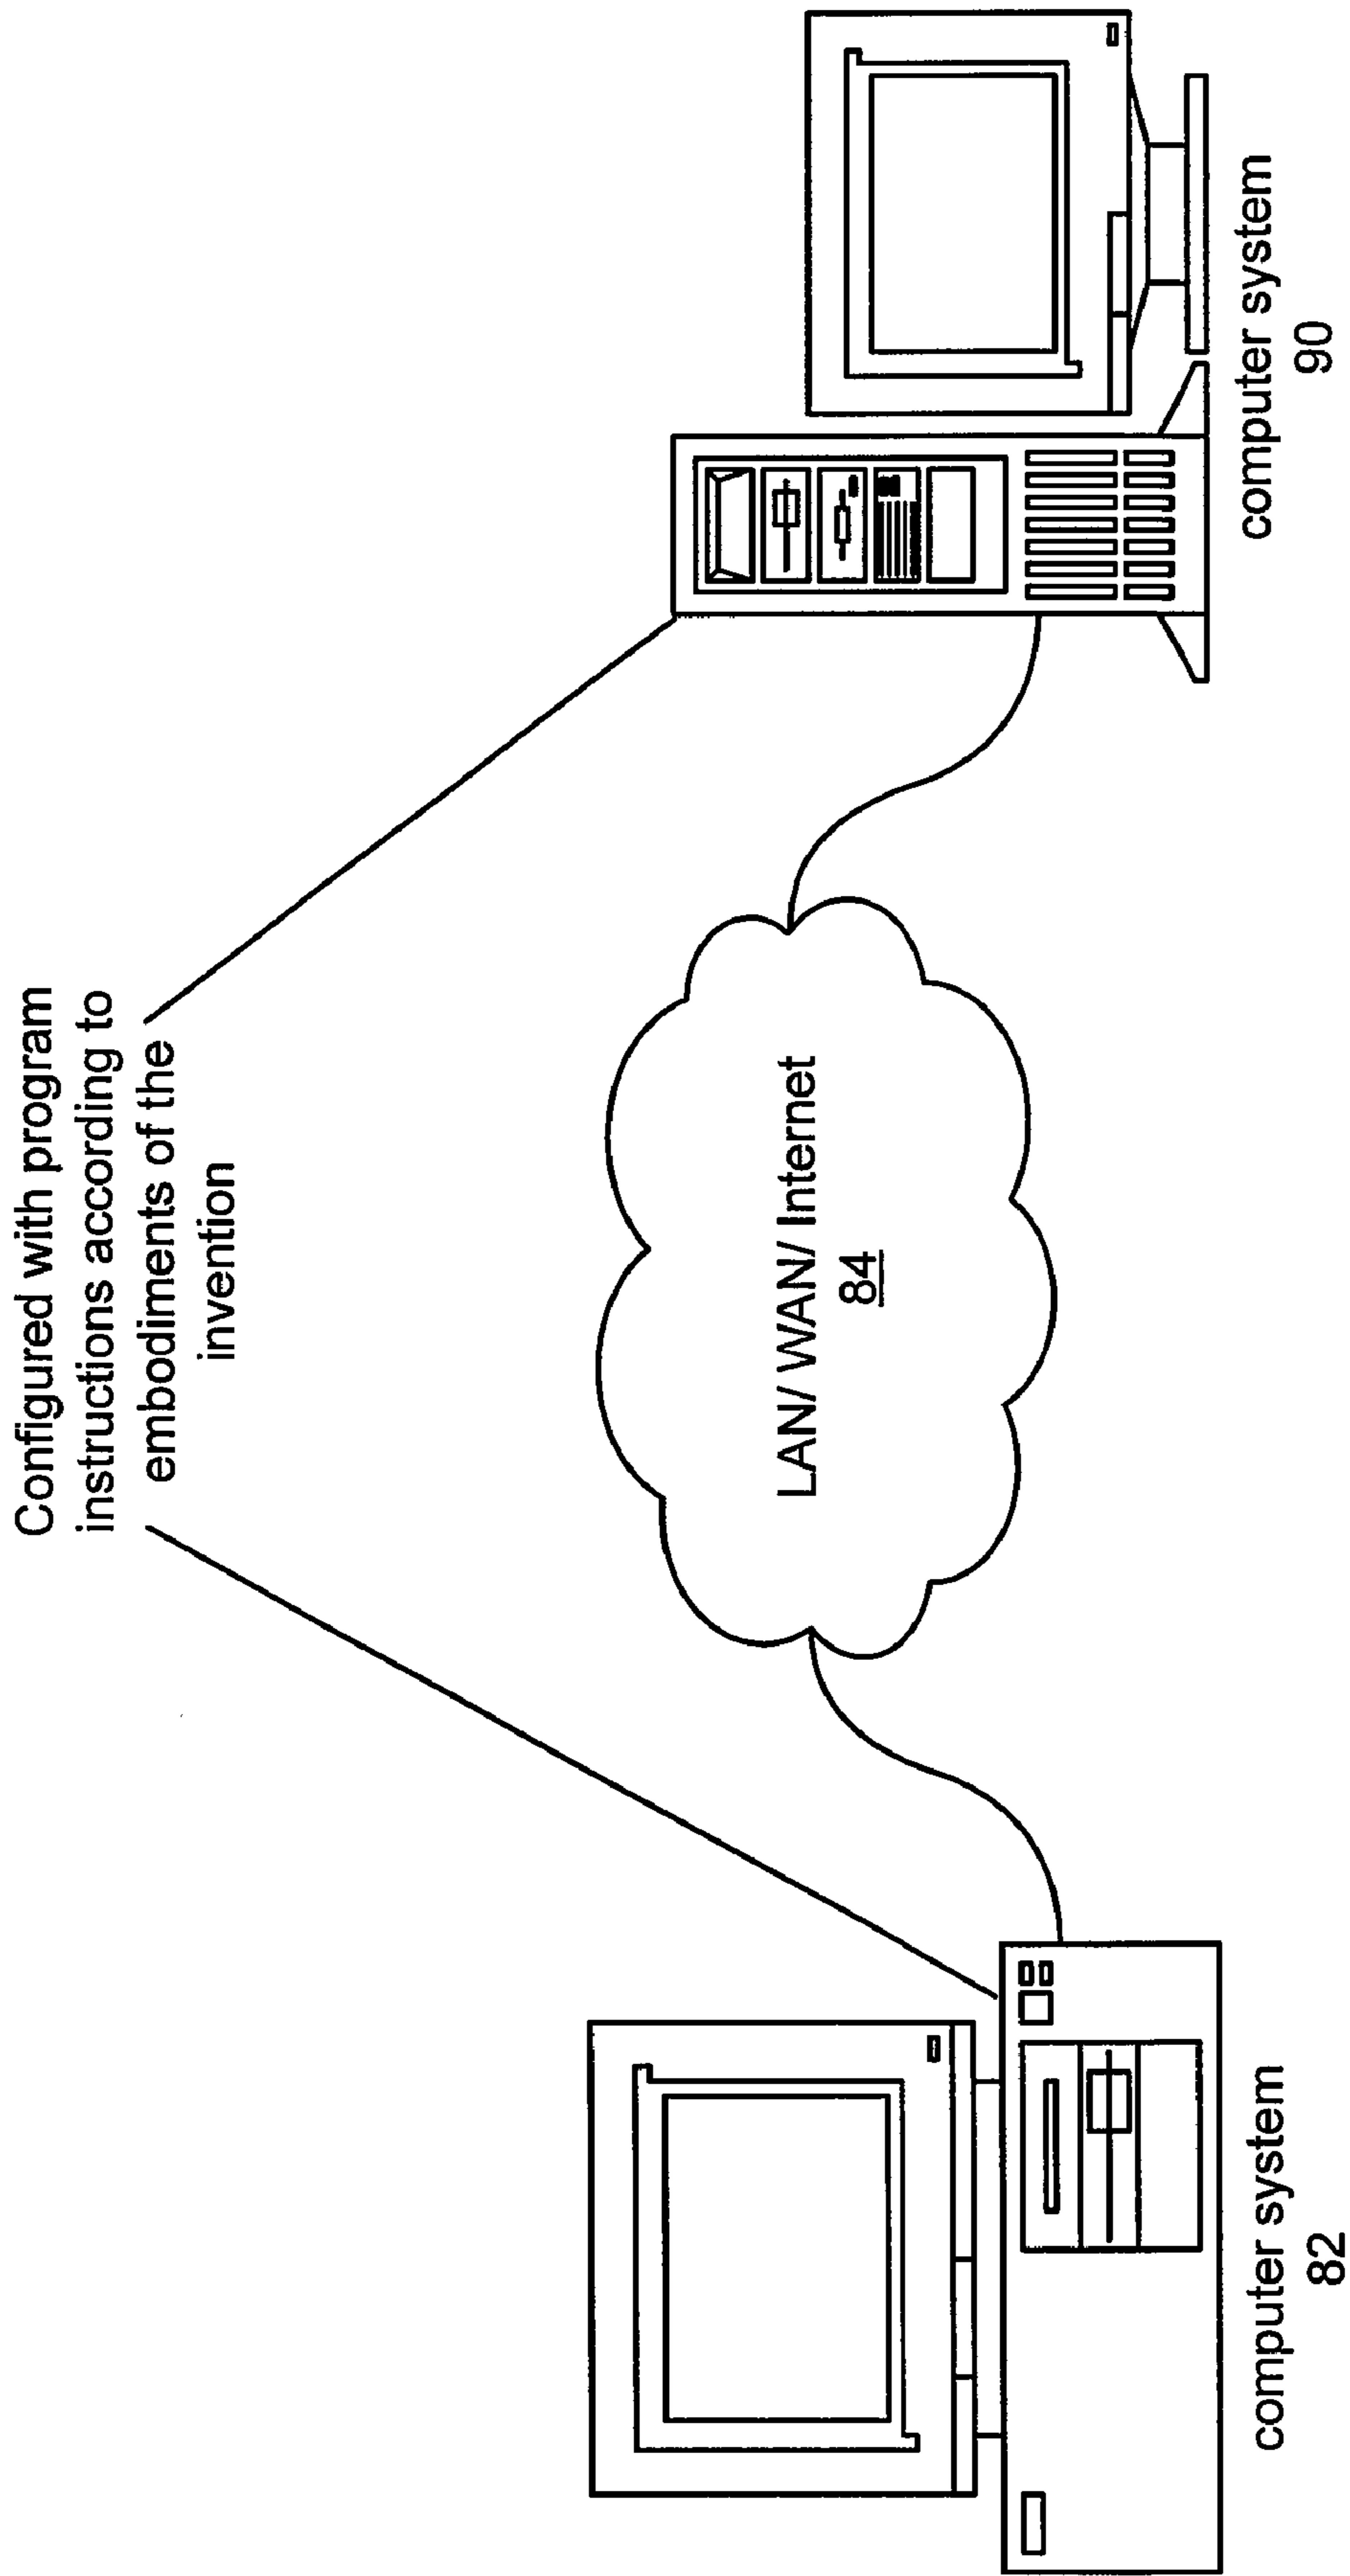 Configured with program
instructions according to
embodiments of the
invention
LAN/ WAN/ Internet
84
computer system
82
computer system
90